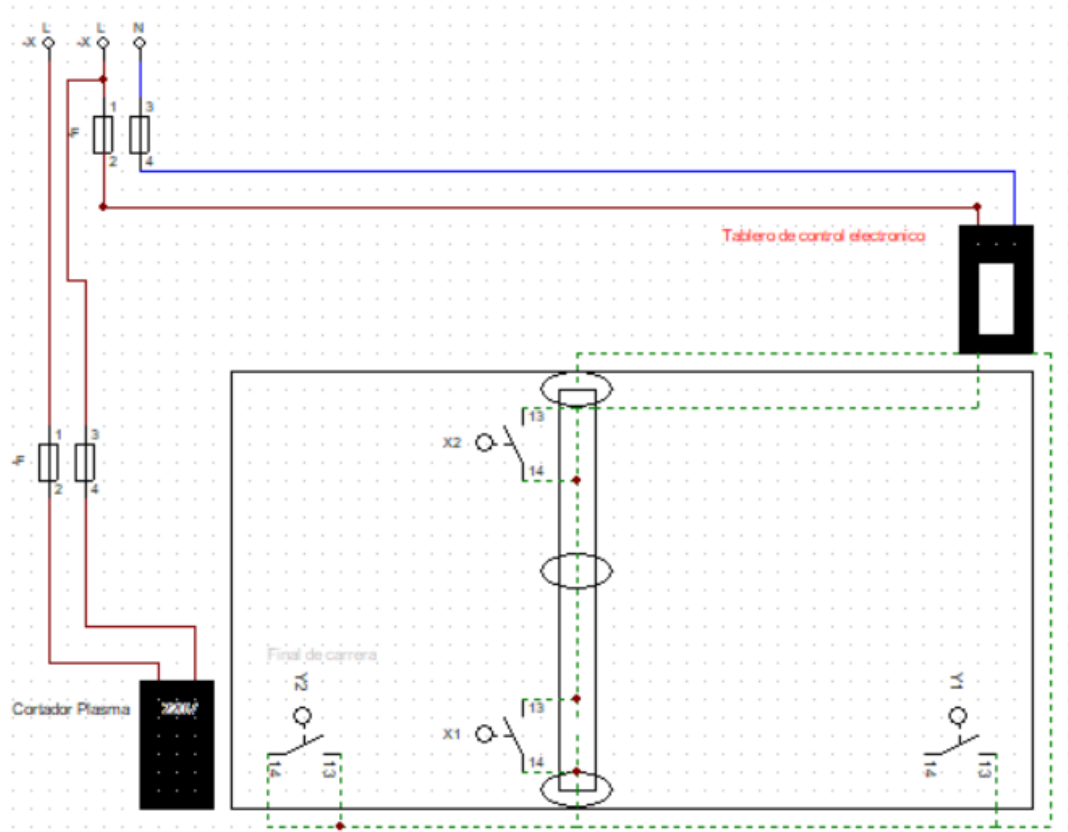 L L N
-X -X
1 3
2 4
Tablero de control electronico
13
X2
14
1 3
2 4
Final de carrera
Y2 Y1
Cortador Plasma
13
X1
14
14 13 14 13